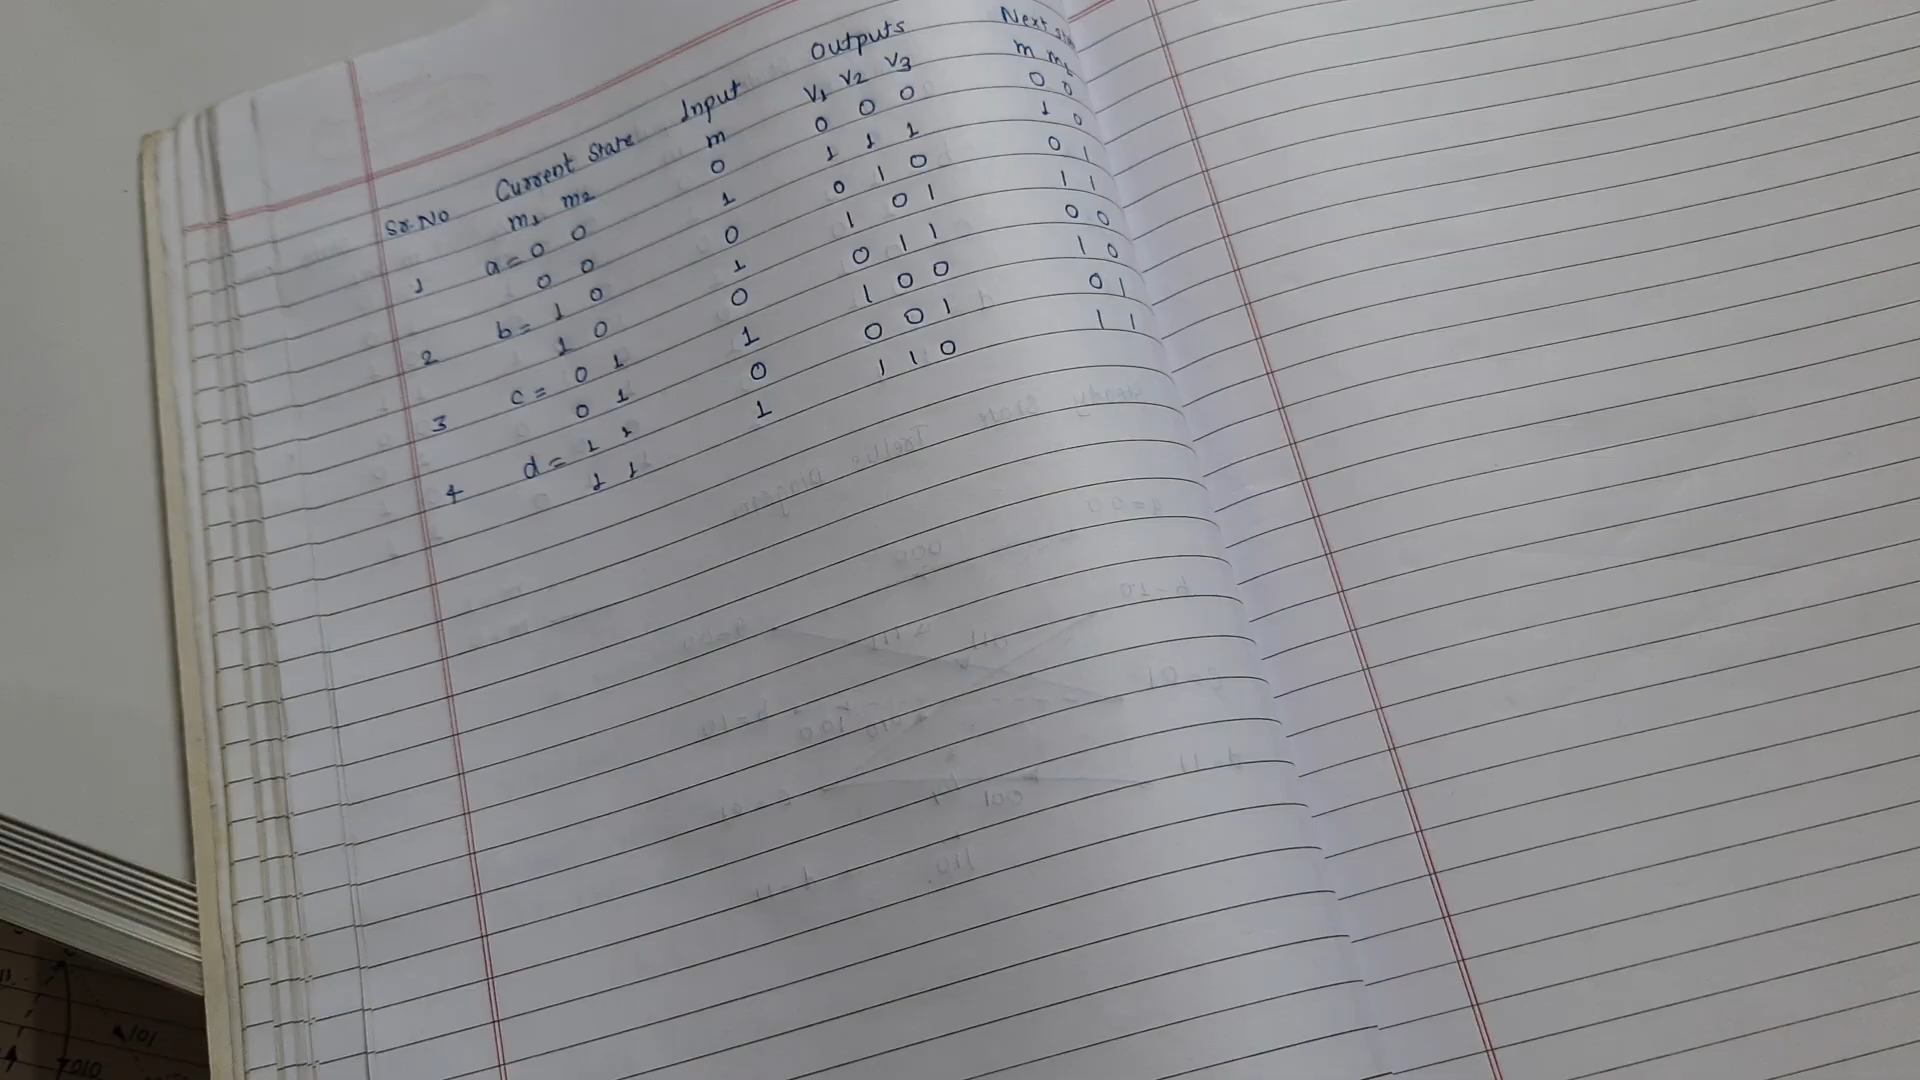 Sr.No Current State Input Outputs Next
m1 m2 m V1 V2 V3 m m2
1 a = 0 0 0 0 0 0 0 0
0 0 1 1 1 1 1 0
2 b = 1 0 0 0 1 0 0 1
1 0 1 1 0 1 1 1
3 c = 0 1 0 0 1 1 0 0
0 1 1 1 0 0 1 0
4 d = 1 1 0 0 0 1 0 1
1 1 1 1 1 0 1 1
101
010